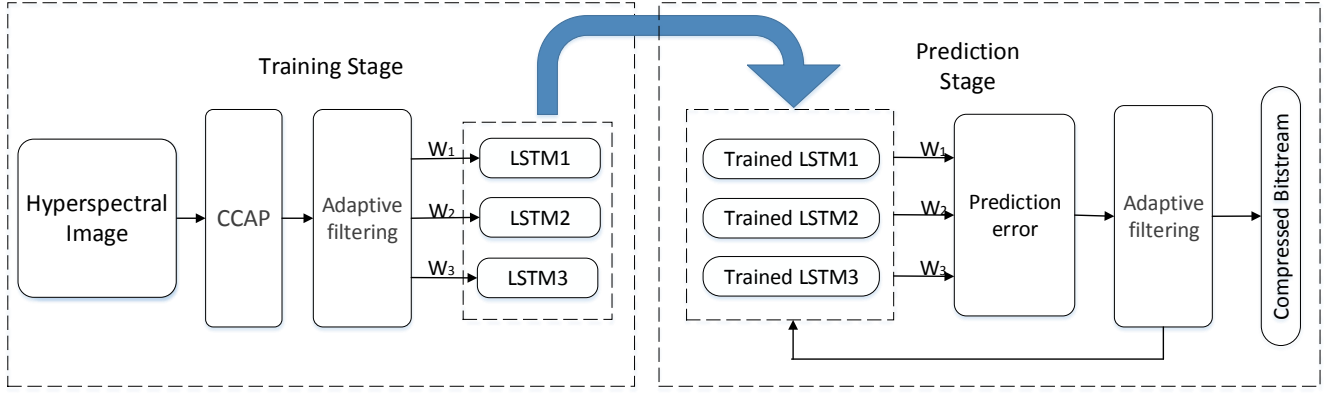 Training Stage
Hyperspectral
Image
CCAP
Adaptive
filtering
W1
W2
W3
LSTM1
LSTM2
LSTM3
Prediction
Stage
Trained LSTM1
Trained LSTM2
Trained LSTM3
W1
W2
W3
Prediction
error
Adaptive
filtering
Compressed Bitstream